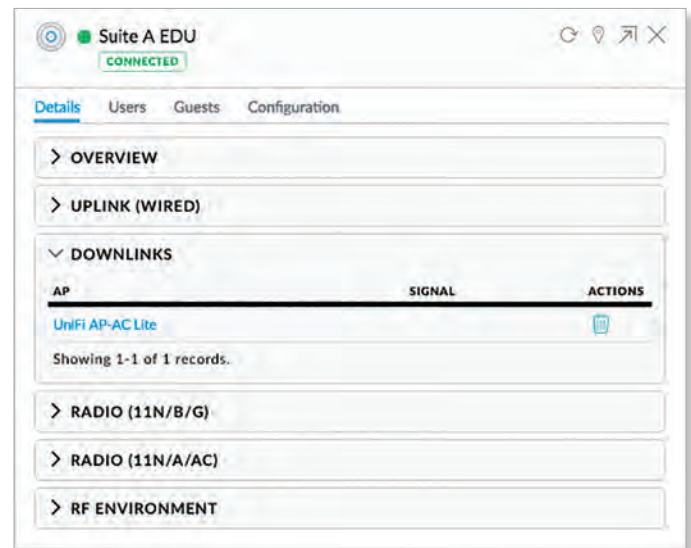 Suite A EDU
CONNECTED
Details Users Guests Configuration
OVERVIEW
UPLINK (WIRED)
DOWNLINKS
AP SIGNAL ACTIONS
UniFi AP-AC Lite
Showing 1-1 of 1 records.
RADIO (11N/B/G)
RADIO (11N/A/AC)
RF ENVIRONMENT